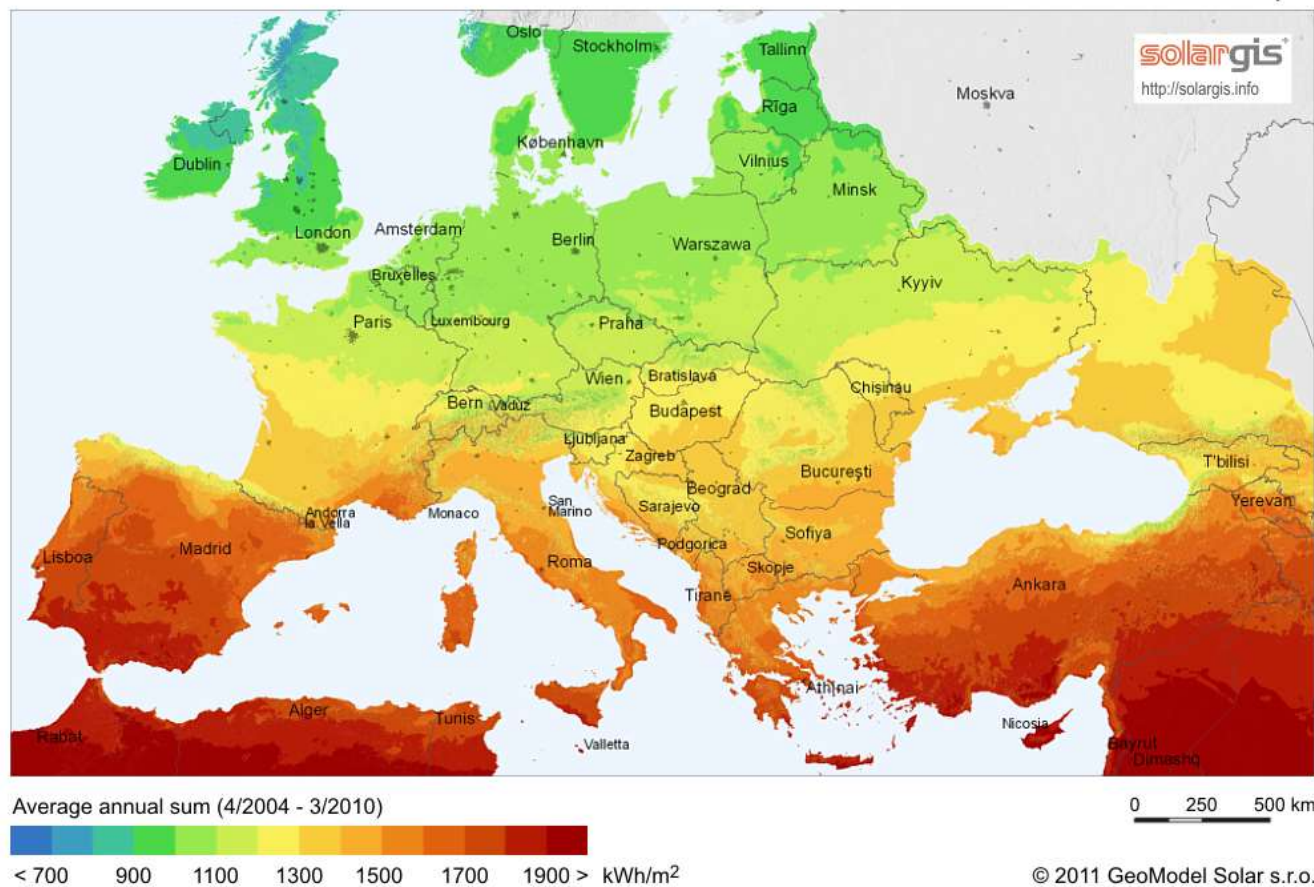 Oslo
Stockholm
Tallinn
solargis
http://solargis.info
Moskva
Rīga
København
Dublin
Vilnius
Minsk
London
Amsterdam
Berlin
Warszawa
Bruxelles
Kyyiv
Paris
Luxembourg
Praha
Wien
Bratislava
Chișinau
Bern
Vaduz
Budapest
Ljubljana
Zagreb
București
T'bilisi
Beograd
Sarajevo
Yerevan
San
Marino
Andorra
la Vella
Monaco
Sofiya
Podgorica
Lisboa
Madrid
Roma
Skopje
Ankara
Tiranë
Athínai
Alger
Tunis
Nicosia
Rabat
Valletta
Bayrut
Dimashq
Average annual sum (4/2004 - 3/2010)
0 250 500 km
< 700 900 1100 1300 1500 1700 1900 > kWh/m²
© 2011 GeoModel Solar s.r.o.